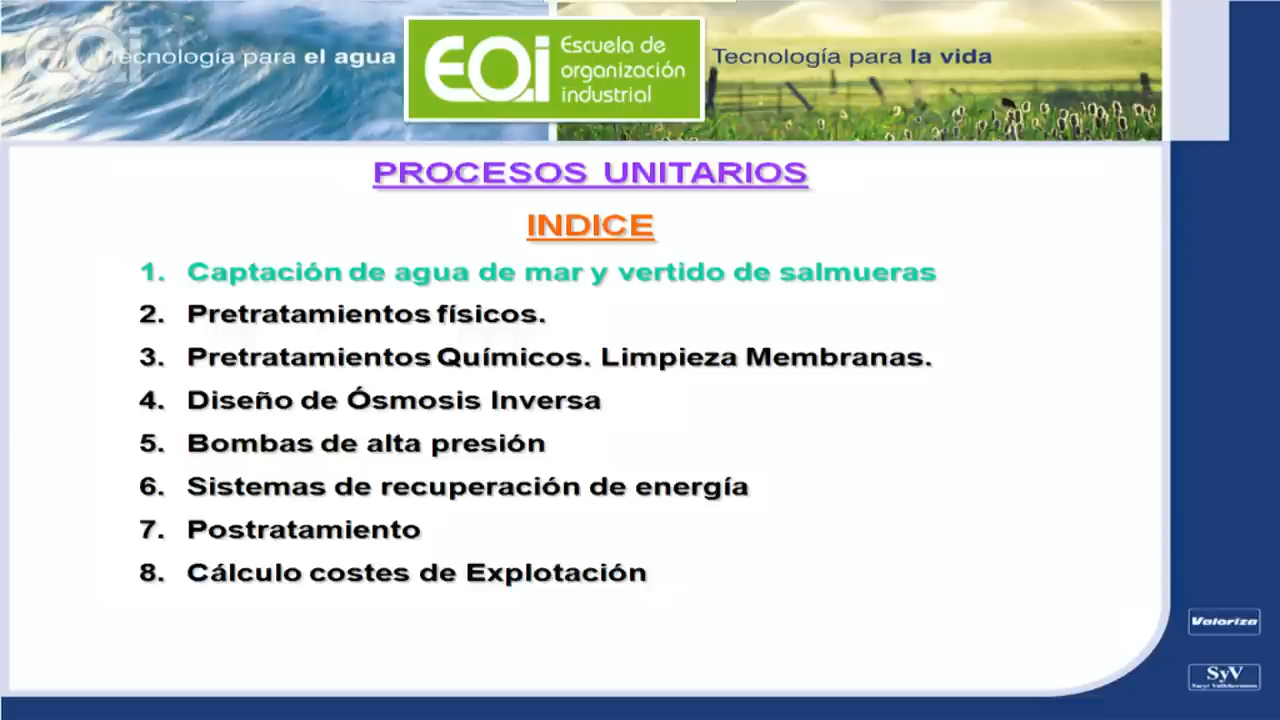 Tecnología para el agua
EOi
Escuela de
organización
industrial
Tecnología para la vida
PROCESOS UNITARIOS
INDICE
1. Captación de agua de mar y vertido de salmueras
2. Pretratamientos físicos.
3. Pretratamientos Químicos. Limpieza Membranas.
4. Diseño de Ósmosis Inversa
5. Bombas de alta presión
6. Sistemas de recuperación de energía
7. Postratamiento
8. Cálculo costes de Explotación
Valoriza
SyV
Sacyr Vallehermoso